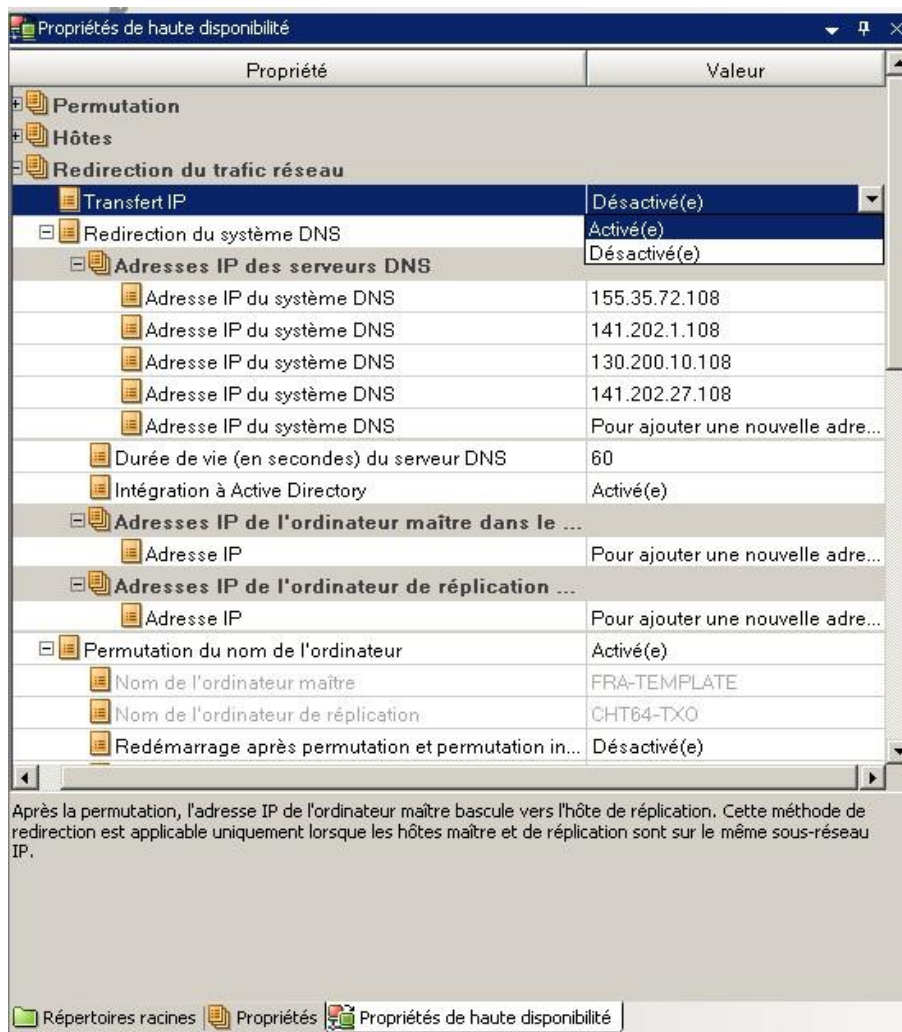 Propriétés de haute disponibilité
Propriété Valeur
Permutation
Hôtes
Redirection du trafic réseau
Transfert IP Désactivé(e)
Activé(e)
Désactivé(e)
Redirection du système DNS
Adresses IP des serveurs DNS
Adresse IP du système DNS 155.35.72.108
Adresse IP du système DNS 141.202.1.108
Adresse IP du système DNS 130.200.10.108
Adresse IP du système DNS 141.202.27.108
Adresse IP du système DNS Pour ajouter une nouvelle adre...
Durée de vie (en secondes) du serveur DNS 60
Intégration à Active Directory Activé(e)
Adresses IP de l'ordinateur maître dans le ...
Adresse IP Pour ajouter une nouvelle adre...
Adresses IP de l'ordinateur de réplication ...
Adresse IP Pour ajouter une nouvelle adre...
Permutation du nom de l'ordinateur Activé(e)
Nom de l'ordinateur maître FRA-TEMPLATE
Nom de l'ordinateur de réplication CHT64-TXO
Redémarrage après permutation et permutation in... Désactivé(e)
Après la permutation, l'adresse IP de l'ordinateur maître bascule vers l'hôte de réplication. Cette méthode de
redirection est applicable uniquement lorsque les hôtes maître et de réplication sont sur le même sous-réseau
IP.
Répertoires racines Propriétés Propriétés de haute disponibilité